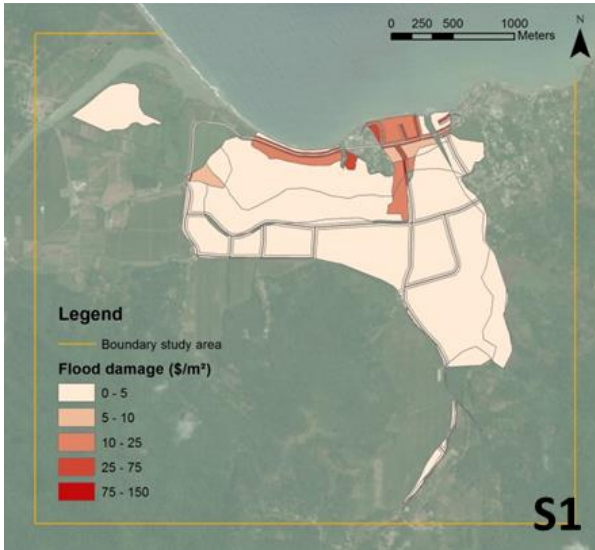 0 250 500 1000
Meters
N
Legend
Boundary study area
Flood damage ($/m²)
0 - 5
5 - 10
10 - 25
25 - 75
75 - 150
S1